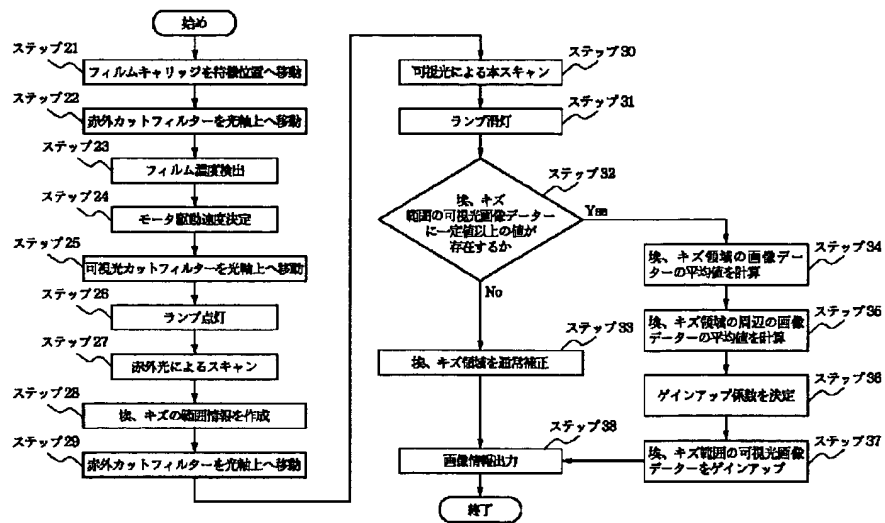 始め
ステップ21
フィルムキャリッジを待機位置へ移動
ステップ22
赤外カットフィルターを光軸上へ移動
ステップ23
フィルム濃度検出
ステップ24
モータ駆動速度決定
ステップ25
可視光カットフィルターを光軸上へ移動
ステップ26
ランプ点灯
ステップ27
赤外光によるスキャン
ステップ28
埃、キズの範囲情報を作成
ステップ29
赤外カットフィルターを光軸上へ移動
ステップ30
可視光による本スキャン
ステップ31
ランプ消灯
ステップ32
埃、キズ
範囲の可視光画像データー
に一定値以上の値が
存在するか
Yes
No
ステップ33
埃、キズ領域を通常補正
ステップ34
埃、キズ領域の画像デー
ターの平均値を計算
ステップ35
埃、キズ領域の周辺の画像
データーの平均値を計算
ステップ36
ゲインアップ係数を決定
ステップ37
埃、キズ範囲の可視光画像
データーをゲインアップ
ステップ38
画像情報出力
終了